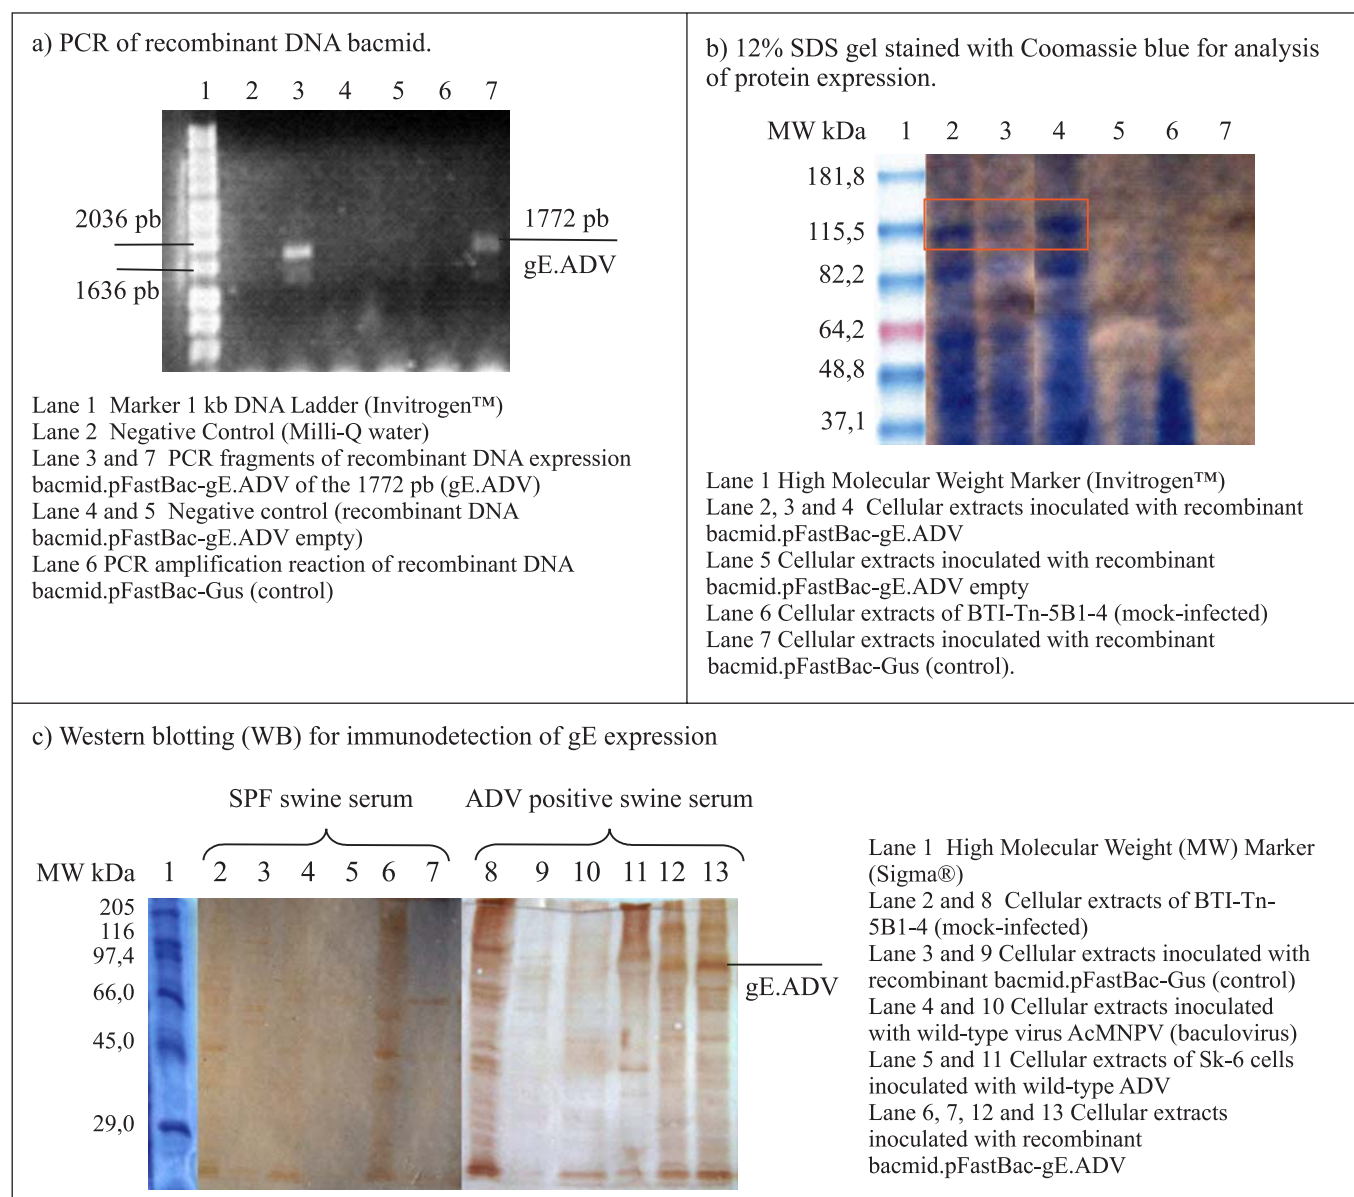 a) PCR of recombinant DNA bacmid.
1 2 3 4 5 6 7
2036 pb
1636 pb
1772 pb
gE.ADV
Lane 1 Marker 1 kb DNA Ladder (Invitrogen™)
Lane 2 Negative Control (Milli-Q water)
Lane 3 and 7 PCR fragments of recombinant DNA expression
bacmid.pFastBac-gE.ADV of the 1772 pb (gE.ADV)
Lane 4 and 5 Negative control (recombinant DNA
bacmid.pFastBac-gE.ADV empty)
Lane 6 PCR amplification reaction of recombinant DNA
bacmid.pFastBac-Gus (control)
b) 12% SDS gel stained with Coomassie blue for analysis
of protein expression.
MW kDa 1 2 3 4 5 6 7
181,8
115,5
82,2
64,2
48,8
37,1
Lane 1 High Molecular Weight Marker (Invitrogen™)
Lane 2, 3 and 4 Cellular extracts inoculated with recombinant
bacmid.pFastBac-gE.ADV
Lane 5 Cellular extracts inoculated with recombinant
bacmid.pFastBac-gE.ADV empty
Lane 6 Cellular extracts of BTI-Tn-5B1-4 (mock-infected)
Lane 7 Cellular extracts inoculated with recombinant
bacmid.pFastBac-Gus (control).
c) Western blotting (WB) for immunodetection of gE expression
SPF swine serum ADV positive swine serum
MW kDa 1 2 3 4 5 6 7 8 9 10 11 12 13
205
116
97,4
66,0
45,0
29,0
gE.ADV
Lane 1 High Molecular Weight (MW) Marker
(Sigma®)
Lane 2 and 8 Cellular extracts of BTI-Tn-
5B1-4 (mock-infected)
Lane 3 and 9 Cellular extracts inoculated with
recombinant bacmid.pFastBac-Gus (control)
Lane 4 and 10 Cellular extracts inoculated
with wild-type virus AcMNPV (baculovirus)
Lane 5 and 11 Cellular extracts of Sk-6 cells
inoculated with wild-type ADV
Lane 6, 7, 12 and 13 Cellular extracts
inoculated with recombinant
bacmid.pFastBac-gE.ADV